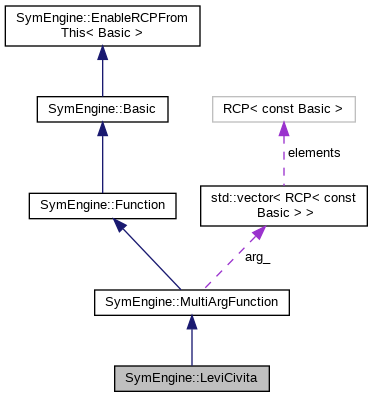 SymEngine::EnableRCPFrom
This< Basic >
SymEngine::Basic
RCP< const Basic >
elements
SymEngine::Function
std::vector< RCP< const
Basic > >
arg_
SymEngine::MultiArgFunction
SymEngine::LeviCivita